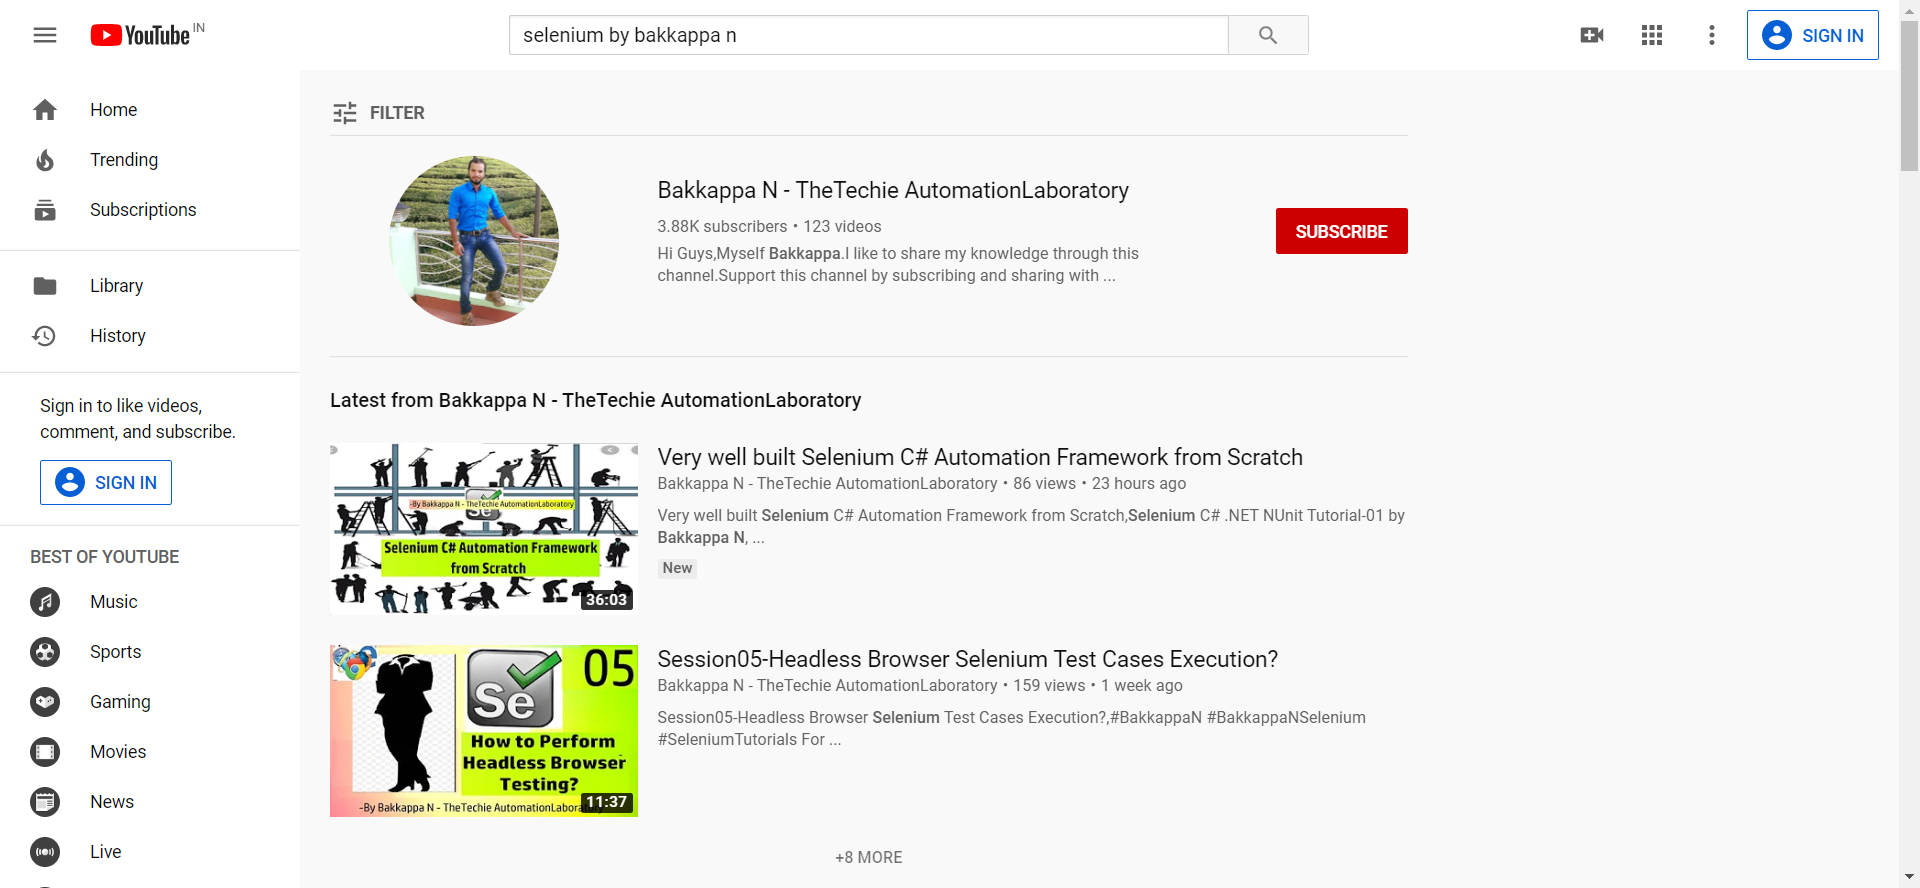 YouTube IN
selenium by bakkappa n
SIGN IN
Home
Trending
Subscriptions
Library
History
Sign in to like videos,
comment, and subscribe.
SIGN IN
BEST OF YOUTUBE
Music
Sports
Gaming
Movies
News
Live
FILTER
Bakkappa N - TheTechie AutomationLaboratory
3.88K subscribers • 123 videos
Hi Guys,Myself Bakkappa.I like to share my knowledge through this
channel.Support this channel by subscribing and sharing with ...
SUBSCRIBE
Latest from Bakkappa N - TheTechie AutomationLaboratory
-By Bakkappa N - TheTechie AutomationLaboratory
Se
Selenium C# Automation Framework
from Scratch
36:03
Very well built Selenium C# Automation Framework from Scratch
Bakkappa N - TheTechie AutomationLaboratory • 86 views • 23 hours ago
Very well built Selenium C# Automation Framework from Scratch,Selenium C# .NET NUnit Tutorial-01 by
Bakkappa N, ...
New
05
Se
How to Perform
Headless Browser
Testing?
-By Bakkappa N - TheTechie AutomationLaboratory
11:37
Session05-Headless Browser Selenium Test Cases Execution?
Bakkappa N - TheTechie AutomationLaboratory • 159 views • 1 week ago
Session05-Headless Browser Selenium Test Cases Execution?,#BakkappaN #BakkappaNSelenium
#SeleniumTutorials For ...
+8 MORE